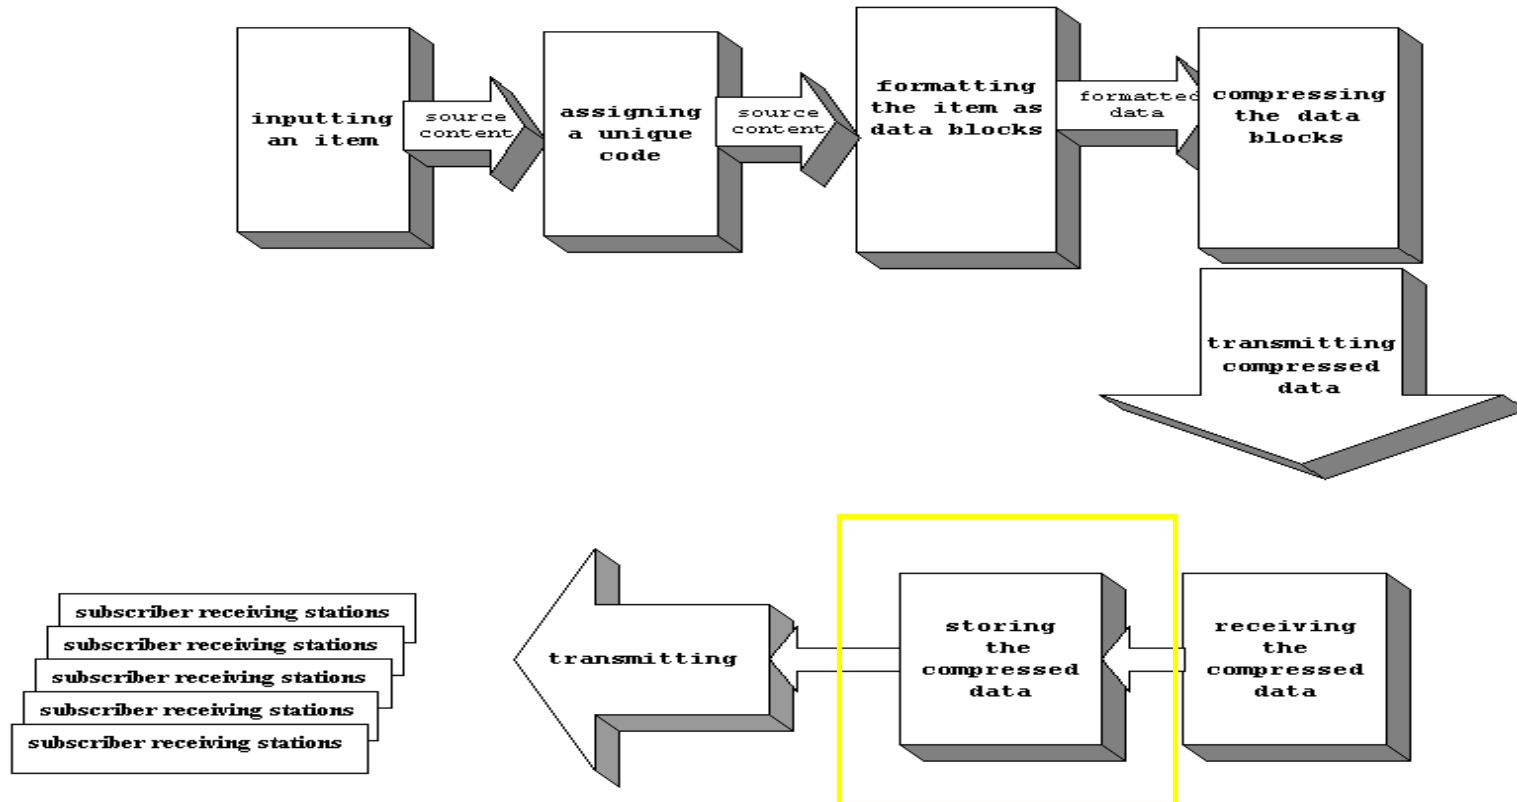 inputting
an item
source
content
assigning
a unique
code
source
content
formatting
the item as
data blocks
formatted
data
compressing
the data
blocks
transmitting
compressed
data
receiving
the
compressed
data
storing
the
compressed
data
transmitting
subscriber receiving stations
subscriber receiving stations
subscriber receiving stations
subscriber receiving stations
subscriber receiving stations